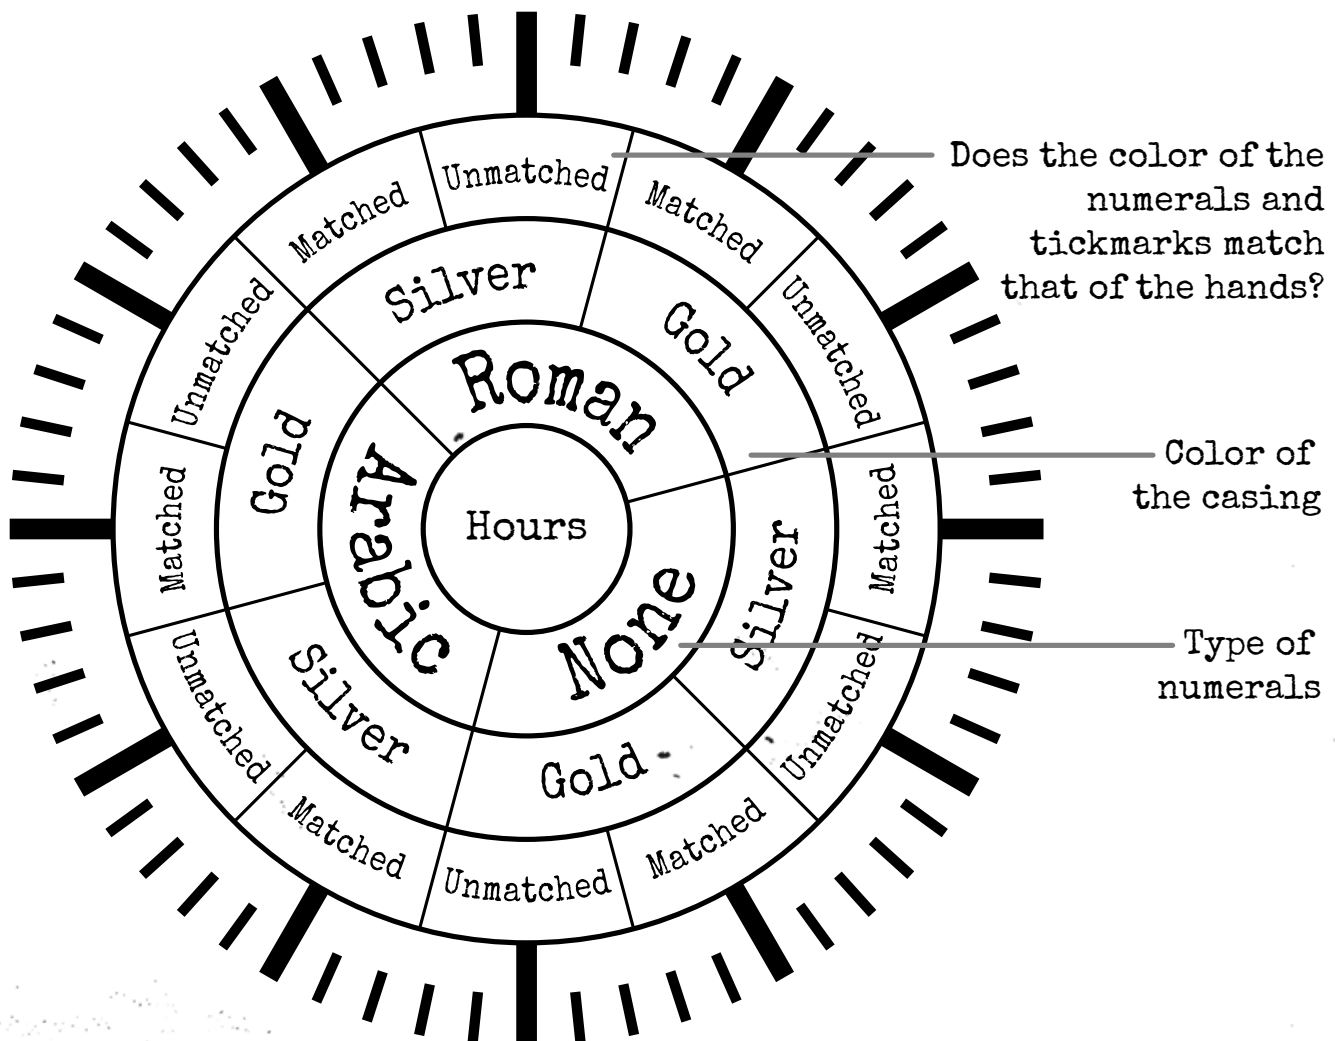 Unmatched
Matched
Unmatched
Matched
Unmatched
Matched
Unmatched
Matched
Unmatched
Matched
Unmatched
Matched
Silver
Gold
Silver
Gold
Silver
Gold
Roman
None
Arabic
Hours
Does the color of the
numerals and
tickmarks match
that of the hands?
Color of
the casing
Type of
numerals